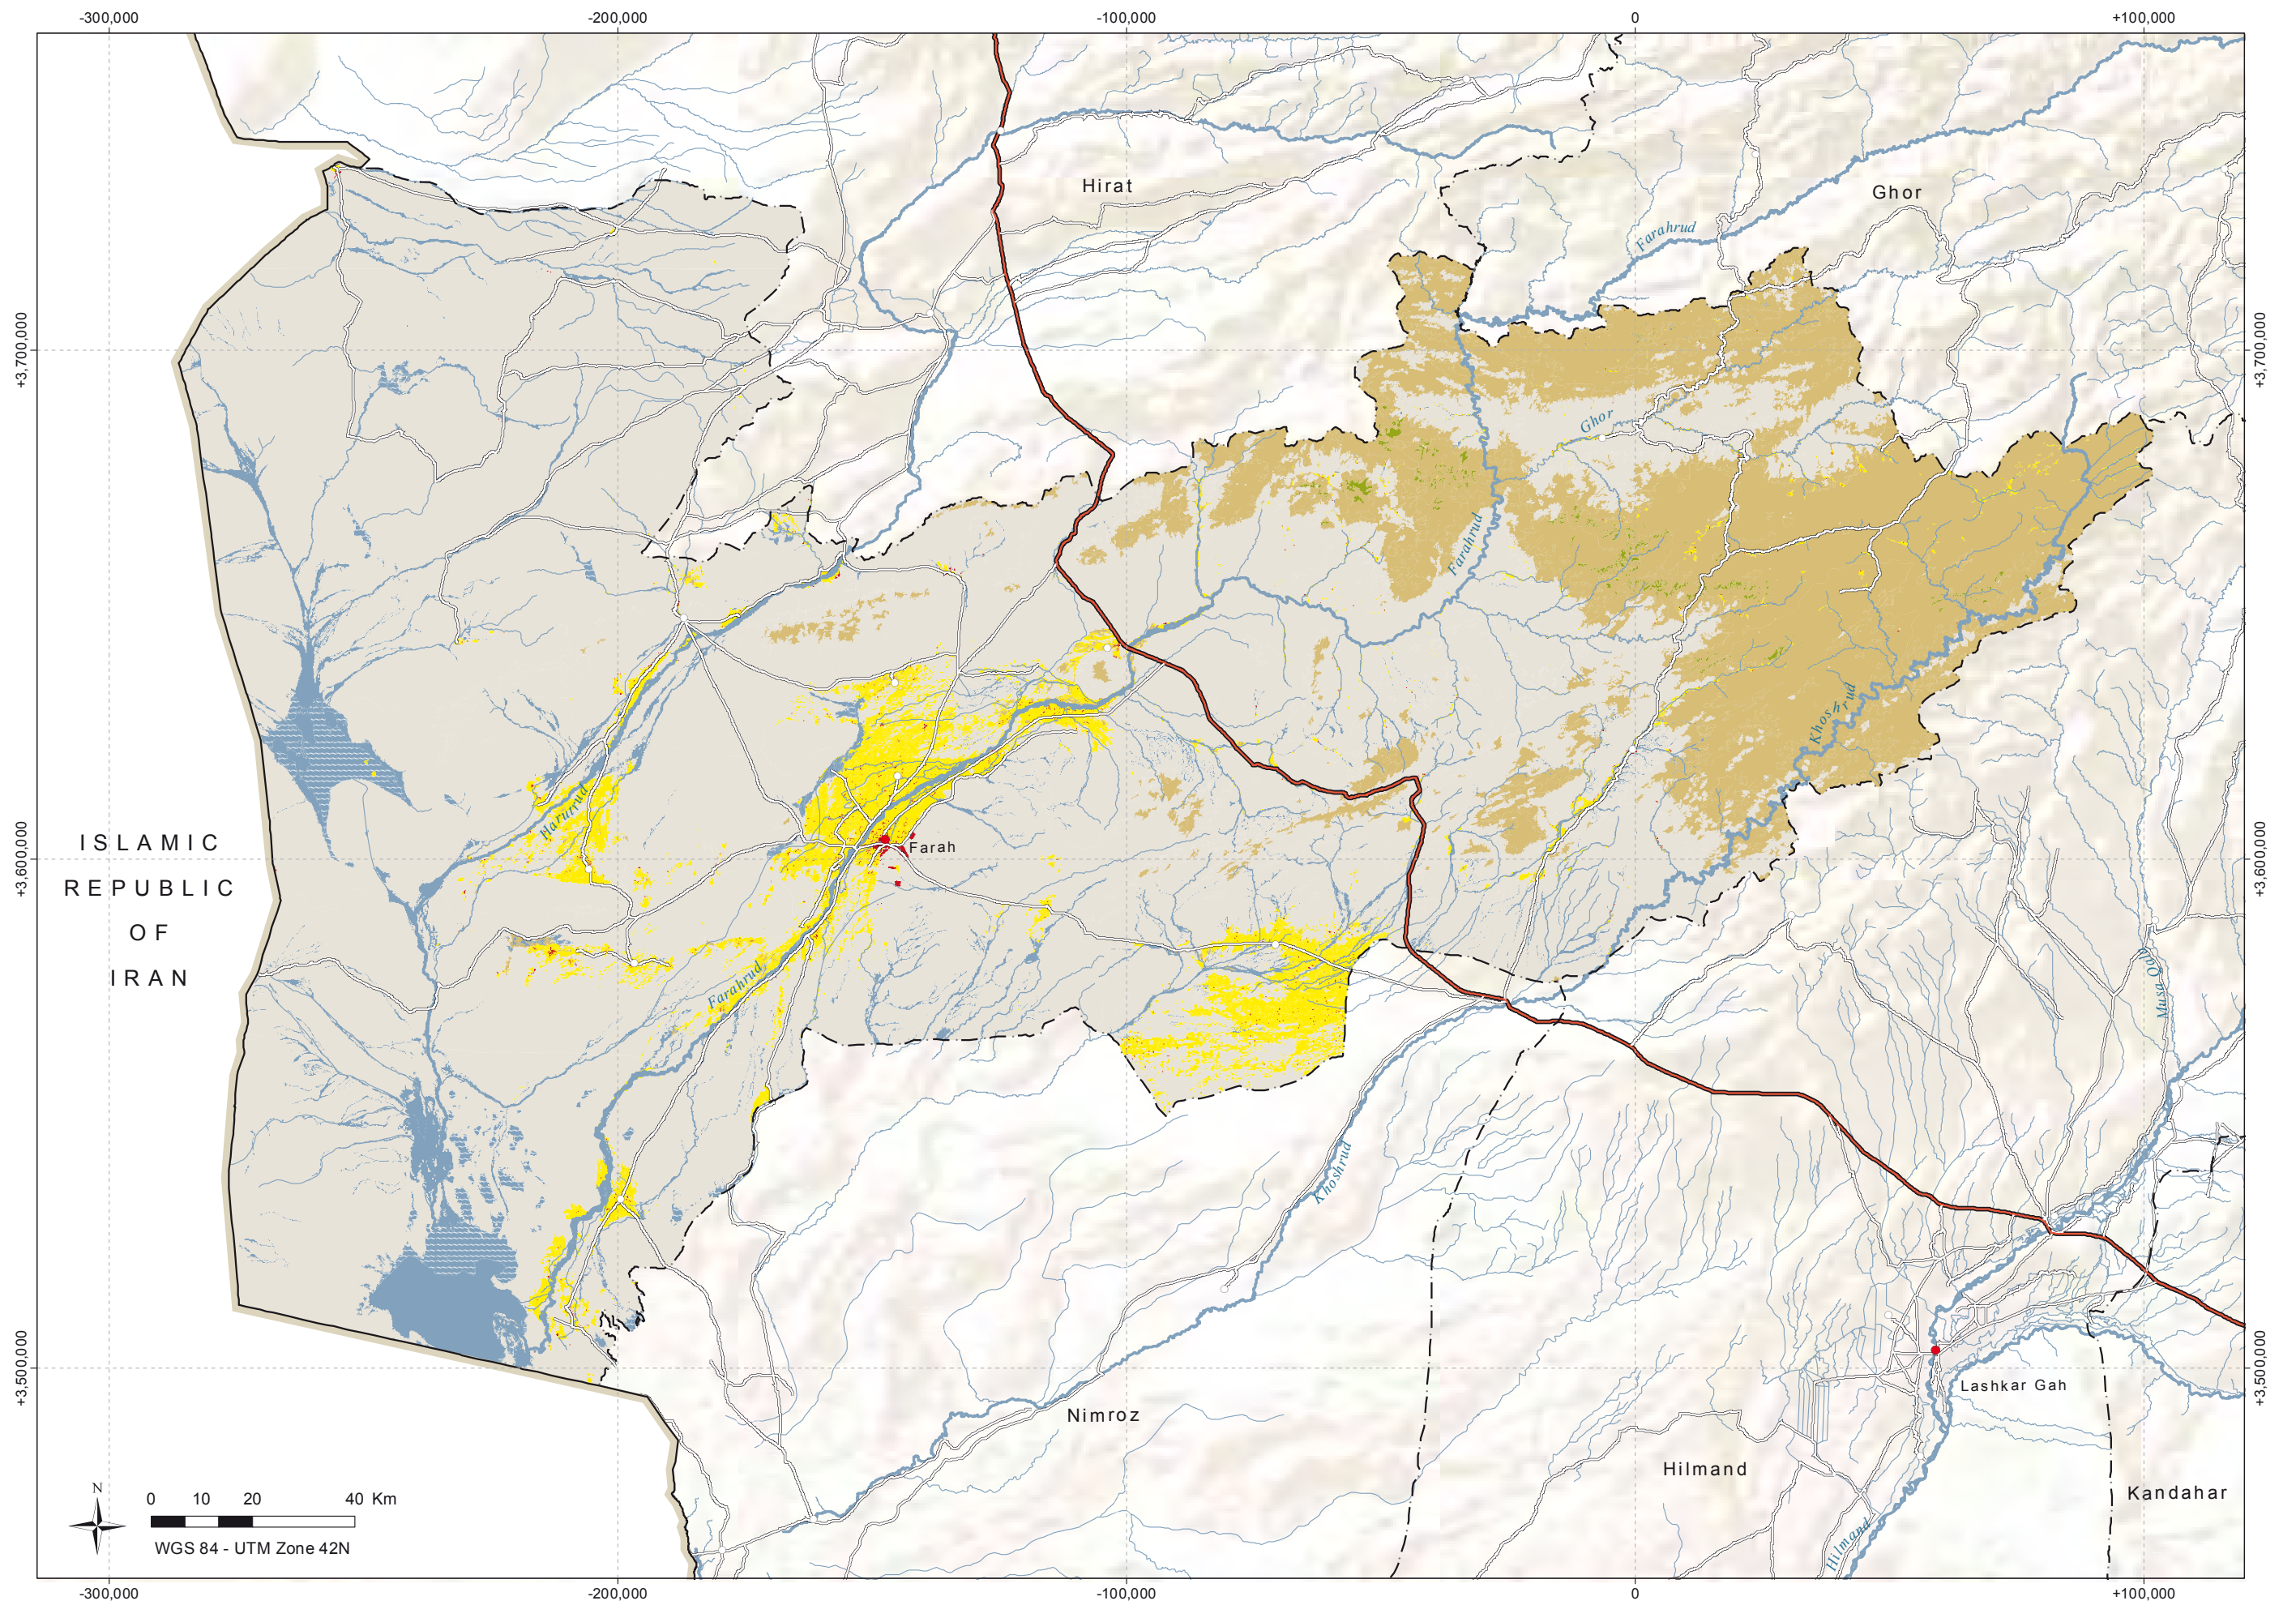 -300,000
-200,000
-100,000
0
+100,000
Hirat
Ghor
Farahrud
+3,700,000
+3,700,000
Ghor
Farahrud
Khoshrud
Harurrud
ISLAMIC
REPUBLIC
OF
IRAN
Farah
+3,600,000
+3,600,000
Farahrud
Musa Qala
Khoshrud
+3,500,000
+3,500,000
Lashkar Gah
Nimroz
Hilmand
Kandahar
Hilmand
N
0 10 20 40 Km
WGS 84 - UTM Zone 42N
-300,000
-200,000
-100,000
0
+100,000